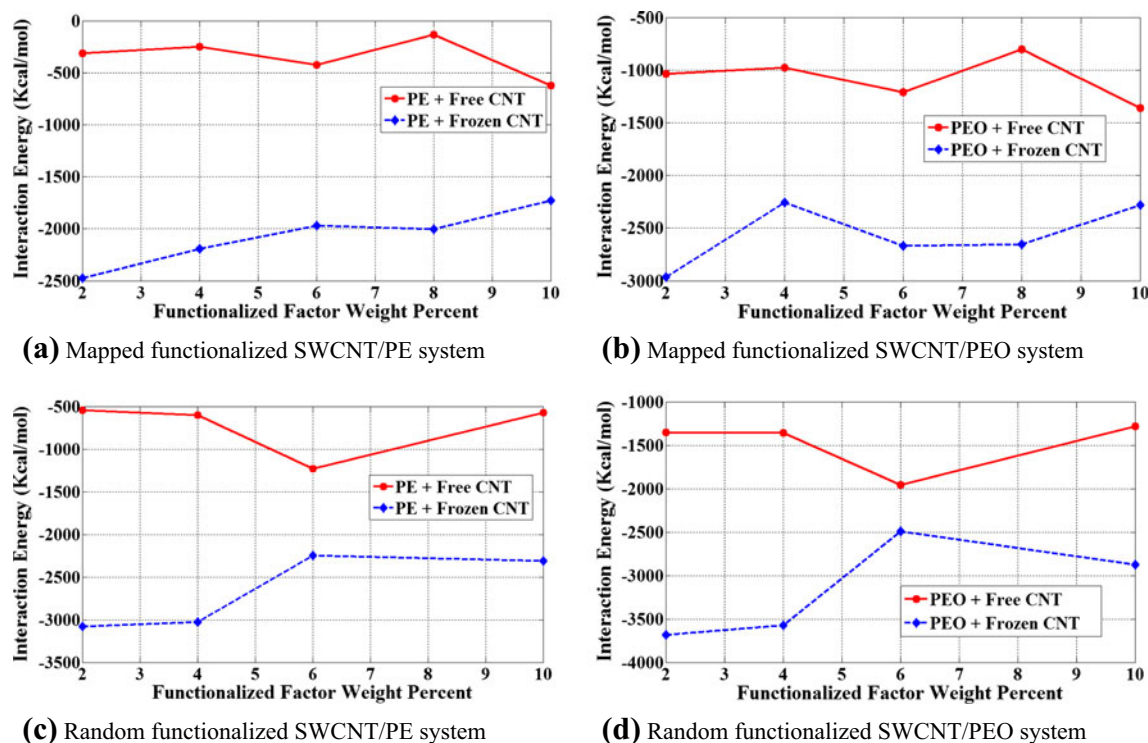 0
-500
-1000
-1500
-2000
-2500
Interaction Energy (Kcal/mol)
PE + Free CNT
PE + Frozen CNT
2 3 4 5 6 7 8 9 10
Functionalized Factor Weight Percent
(a) Mapped functionalized SWCNT/PE system
-500
-1000
-1500
-2000
-2500
-3000
Interaction Energy (Kcal/mol)
PEO + Free CNT
PEO + Frozen CNT
2 3 4 5 6 7 8 9 10
Functionalized Factor Weight Percent
(b) Mapped functionalized SWCNT/PEO system
-500
-1000
-1500
-2000
-2500
-3000
-3500
Interaction Energy (Kcal/mol)
PE + Free CNT
PE + Frozen CNT
2 3 4 5 6 7 8 9 10
Functionalized Factor Weight Percent
(c) Random functionalized SWCNT/PE system
-1000
-1500
-2000
-2500
-3000
-3500
-4000
Interaction Energy (Kcal/mol)
PEO + Free CNT
PEO + Frozen CNT
2 3 4 5 6 7 8 9 10
Functionalized Factor Weight Percent
(d) Random functionalized SWCNT/PEO system